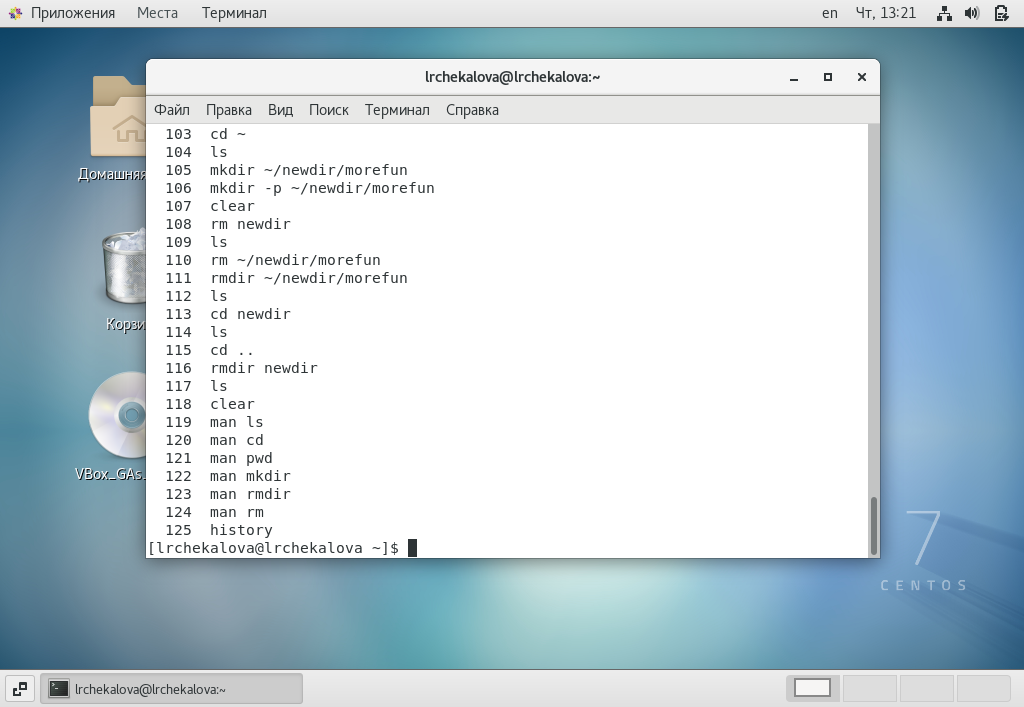 Приложения Места Терминал en Чт, 13:21
lrchekalova@lrchekalova:~
Файл Правка Вид Поиск Терминал Справка
103 cd ~
104 ls
105 mkdir ~/newdir/morefun
106 mkdir -p ~/newdir/morefun
107 clear
108 rm newdir
109 ls
110 rm ~/newdir/morefun
111 rmdir ~/newdir/morefun
112 ls
113 cd newdir
114 ls
115 cd ..
116 rmdir newdir
117 ls
118 clear
119 man ls
120 man cd
121 man pwd
122 man mkdir
123 man rmdir
124 man rm
125 history
[lrchekalova@lrchekalova ~]$
Домашняя
Корзи
VBox_GAs
7
CENTOS
lrchekalova@lrchekalova:~